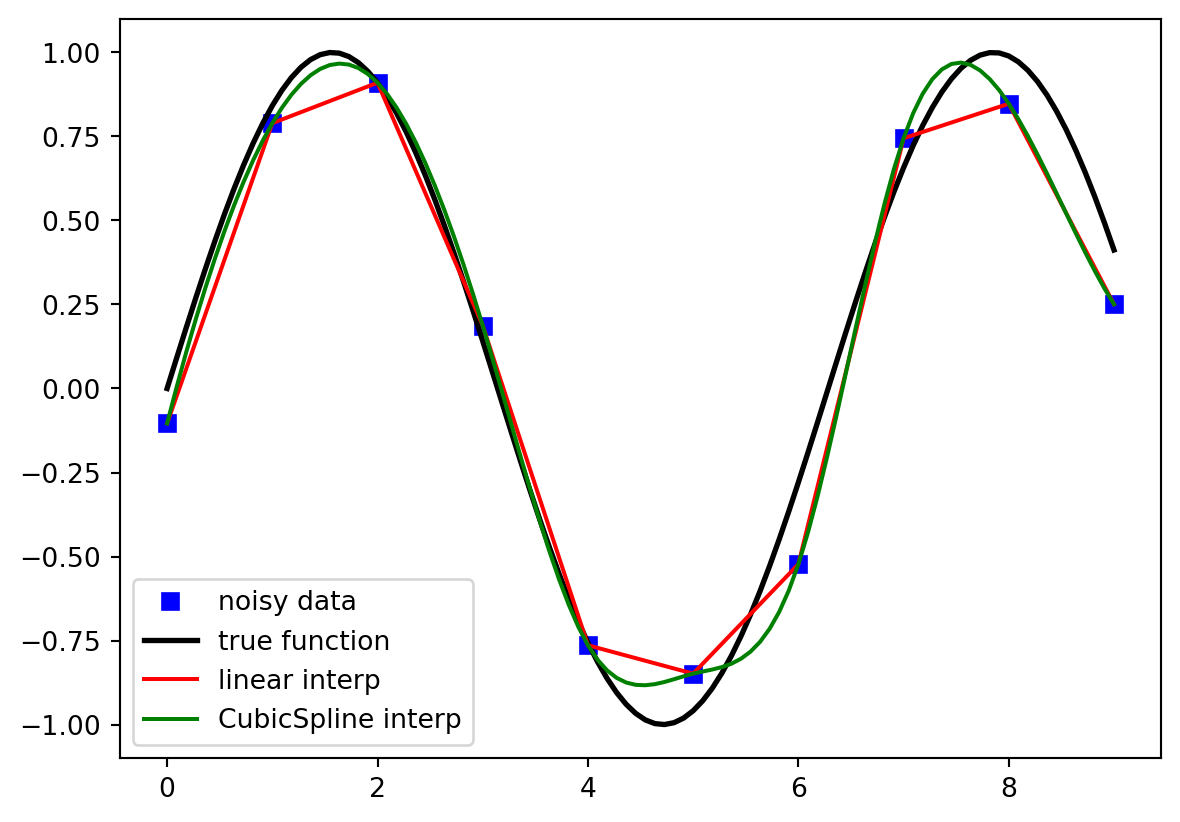 1.00
0.75
0.50
0.25
0.00
−0.25
−0.50
−0.75
−1.00
noisy data
true function
linear interp
CubicSpline interp
0 2 4 6 8